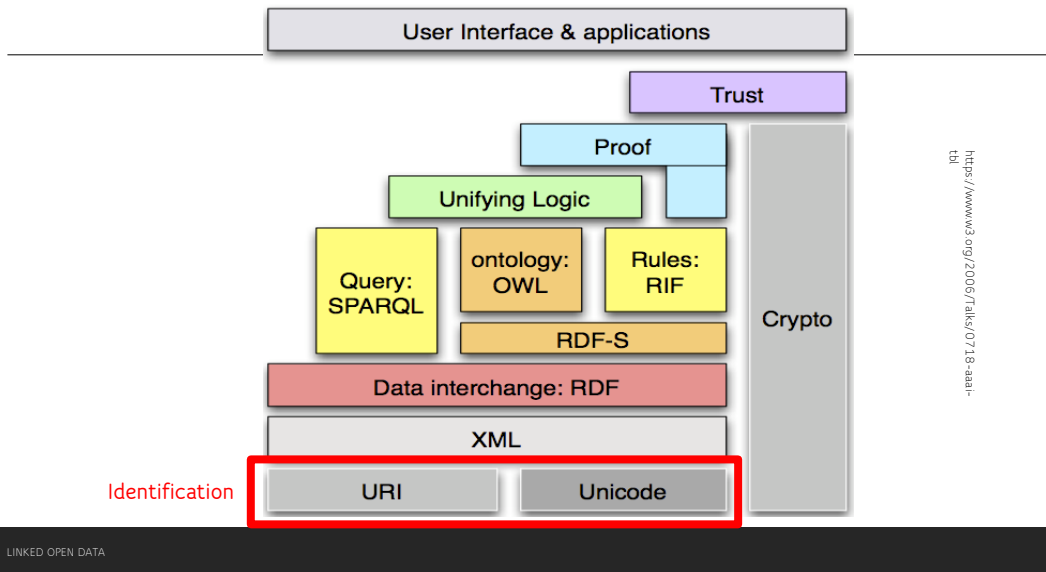 User Interface & applications
Trust
Proof
Unifying Logic
Query:
SPARQL
ontology:
OWL
Rules:
RIF
Crypto
RDF-S
Data interchange: RDF
XML
Identification
URI
Unicode
https://www.w3.org/2006/Talks/0718-aaai-
tbl
LINKED OPEN DATA